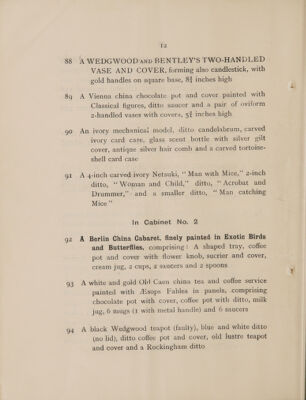 12
88 A WEDGWOOD AND BENTLEY'S TWO-HANDLED
VASE AND COVER, forming also candlestick, with
gold handles on square base, 8¾ inches high
89 A Vienna china chocolate pot and cover painted with
Classical figures, ditto saucer and a pair of oviform
2-handled vases with covers, 5¾ inches high
90 An ivory mechanical model, ditto candelabrum, carved
ivory card case, glass scent bottle with silver gilt
cover, antique silver hair comb and a carved tortoise-
shell card case
91 A 4-inch carved ivory Netsuki, "Man with Mice," 2-inch
ditto, "Woman and Child," ditto, "Acrobat and
Drummer," and a smaller ditto, "Man catching
Mice"
In Cabinet No. 2
92 A Berlin China Cabaret, finely painted in Exotic Birds
and Butterflies, comprising: A shaped tray, coffee
pot and cover with flower knob, sucrier and cover,
cream jug, 2 cups, 2 saucers and 2 spoons
93 A white and gold Old Caen china tea and coffee service
painted with Æsops Fables in panels, comprising
chocolate pot with cover, coffee pot with ditto, milk
jug, 6 mugs (1 with metal handle) and 6 saucers
94 A black Wedgwood teapot (faulty), blue and white ditto
(no lid), ditto coffee pot and cover, old lustre teapot
and cover and a Rockingham ditto